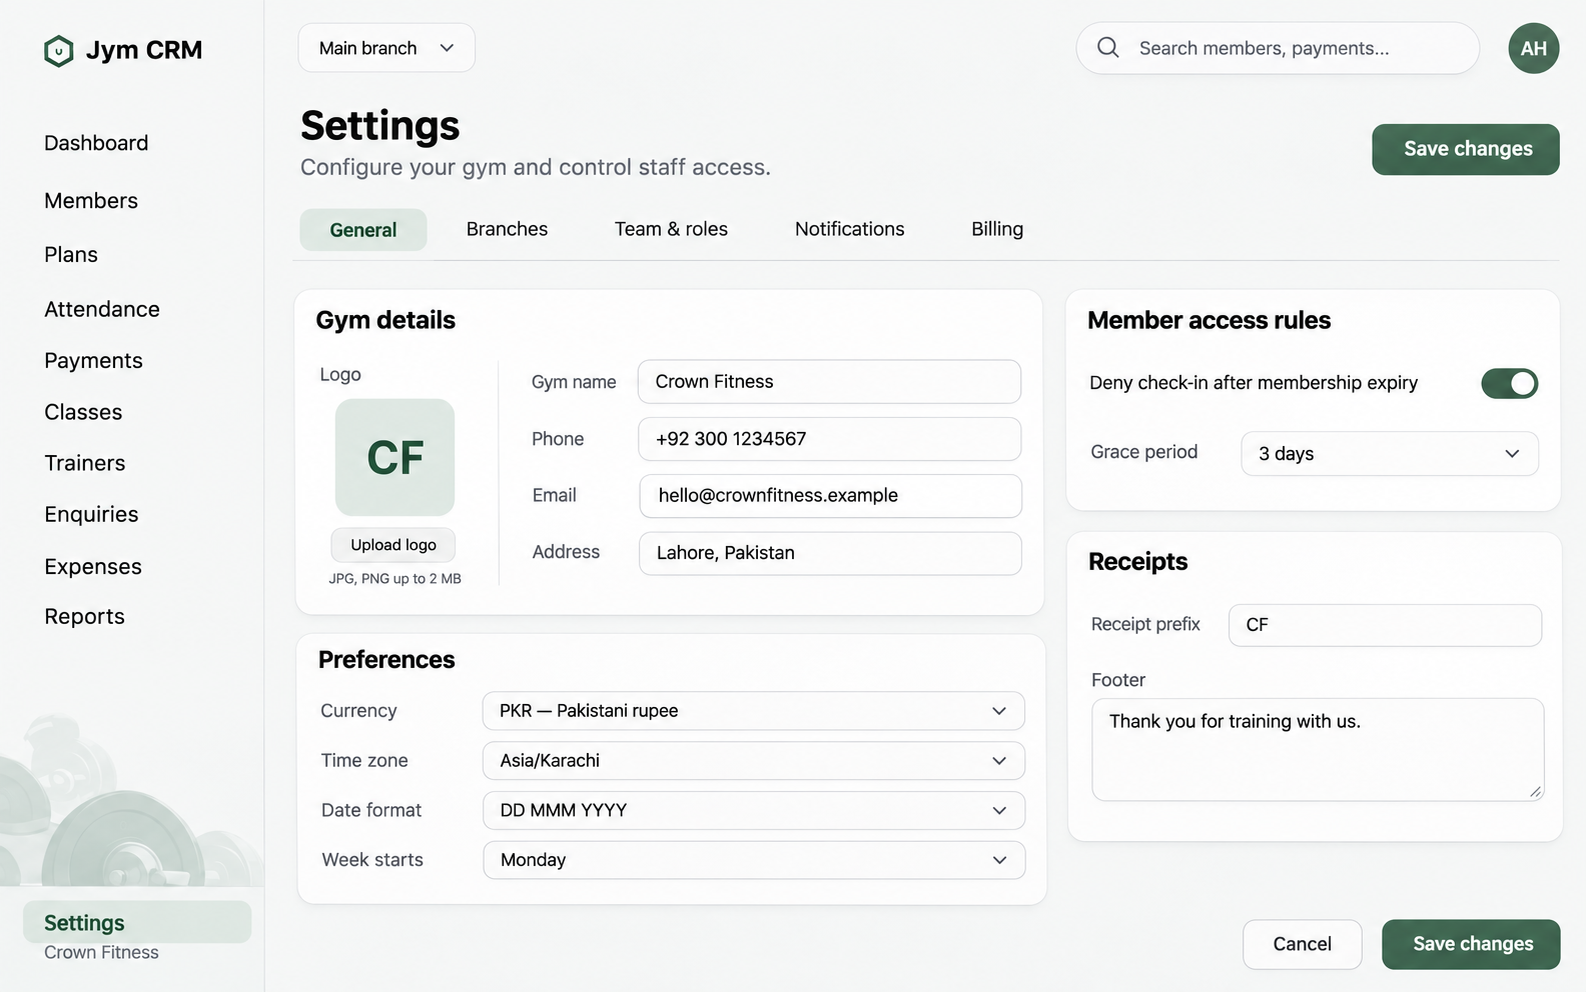 Jym CRM
Main branch
Search members, payments...
AH
Dashboard
Members
Plans
Attendance
Payments
Classes
Trainers
Enquiries
Expenses
Reports
Settings
Crown Fitness
Settings
Configure your gym and control staff access.
Save changes
General
Branches
Team & roles
Notifications
Billing
Gym details
Logo
CF
Upload logo
JPG, PNG up to 2 MB
Gym name
Crown Fitness
Phone
+92 300 1234567
Email
hello@crownfitness.example
Address
Lahore, Pakistan
Preferences
Currency
PKR — Pakistani rupee
Time zone
Asia/Karachi
Date format
DD MMM YYYY
Week starts
Monday
Member access rules
Deny check-in after membership expiry
Grace period
3 days
Receipts
Receipt prefix
CF
Footer
Thank you for training with us.
Cancel
Save changes